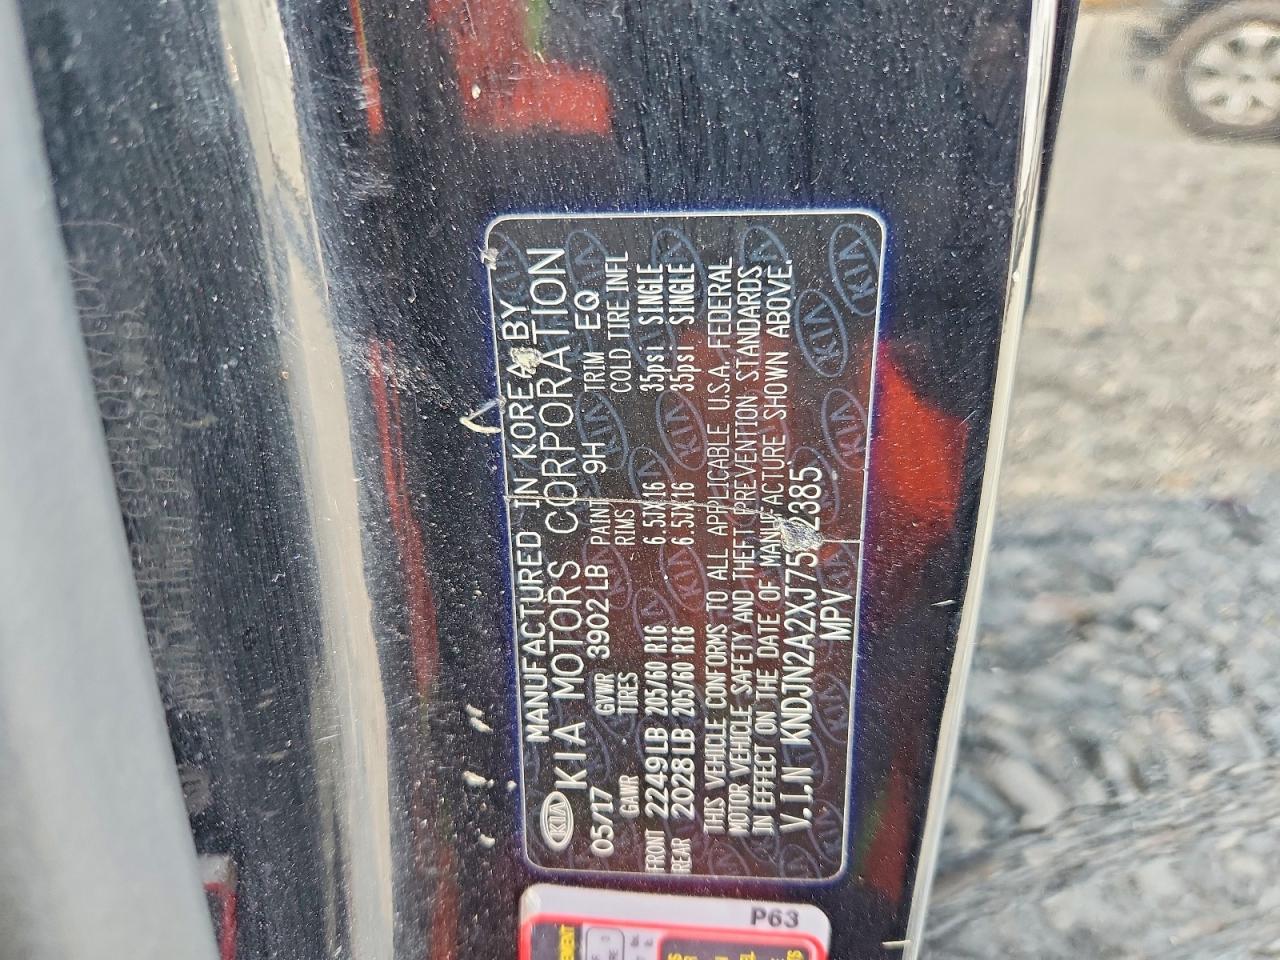 KIA
MANUFACTURED IN KOREA BY
KIA MOTORS CORPORATION
05/17 GVWR 3902 LB PAINT 9H TRIM EQ
GAWR TIRES RIMS COLD TIRE INFL
FRONT 2249LB 205/60 R16 6.5JX16 35psi SINGLE
REAR 2028LB 205/60 R16 6.5JX16 35psi SINGLE
THIS VEHICLE CONFORMS TO ALL APPLICABLE U.S.A. FEDERAL
MOTOR VEHICLE SAFETY AND THEFT PREVENTION STANDARDS
IN EFFECT ON THE DATE OF MANUFACTURE SHOWN ABOVE.
V.I.N
MPV
P63